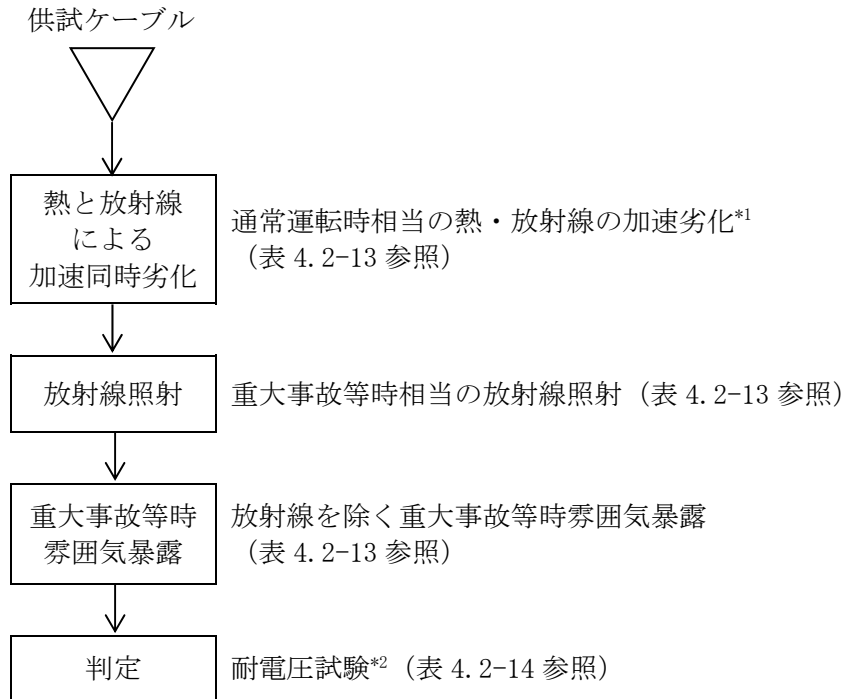 供試ケーブル
熱と放射線
による
加速同時劣化
通常運転時相当の熱・放射線の加速劣化*1
（表 4.2-13 参照）
放射線照射
重大事故等時相当の放射線照射（表 4.2-13 参照）
重大事故等時
雰囲気暴露
放射線を除く重大事故等時雰囲気暴露
（表 4.2-13 参照）
判定
耐電圧試験*2（表 4.2-14 参照）